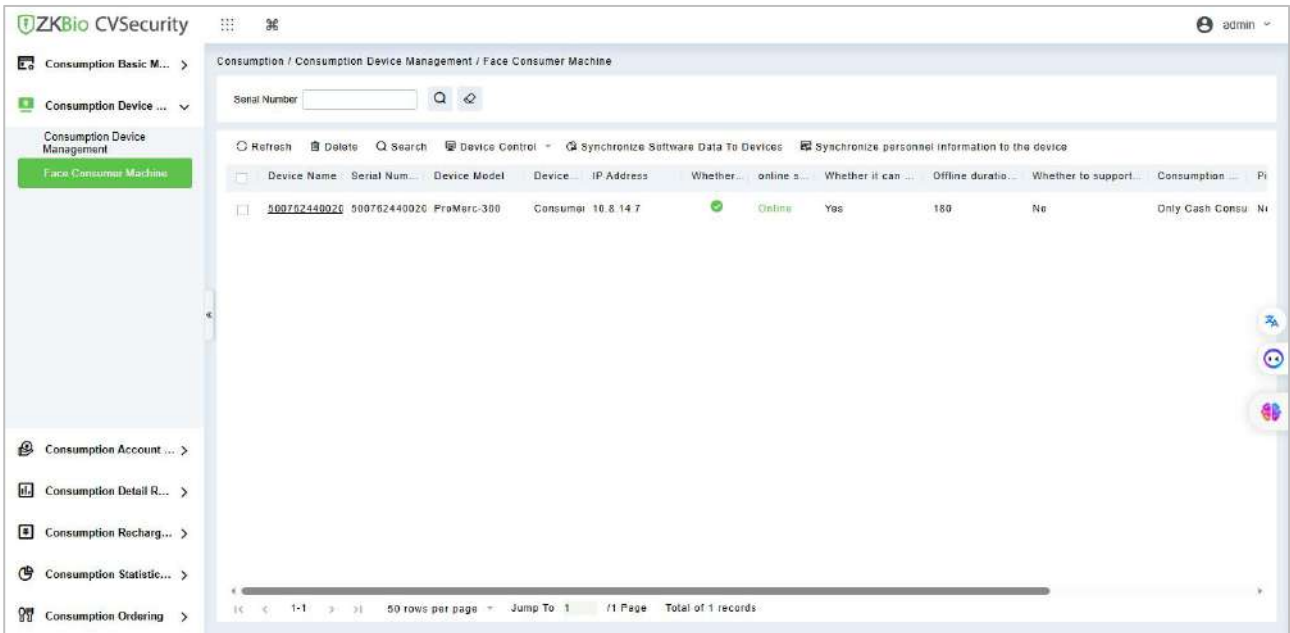 ZKBio CVSecurity
admin
Consumption Basic M...
Consumption Device ...
Consumption Device Management
Face Consumer Machine
Consumption Account ...
Consumption Detail R...
Consumption Recharg...
Consumption Statistic...
Consumption Ordering
Consumption / Consumption Device Management / Face Consumer Machine
Serial Number
Refresh Delete Search Device Control Synchronize Software Data To Devices Synchronize personnel information to the device
Device Name Serial Num... Device Model Device... IP Address Whether... online s... Whether it can ... Offline duratio... Whether to support... Consumption ... Pi
500762440020 500762440020 ProMerc-300 Consumer 10.8.14.7 Online Yes 180 No Only Cash Consu
1-1 50 rows per page Jump To 1 /1 Page Total of 1 records